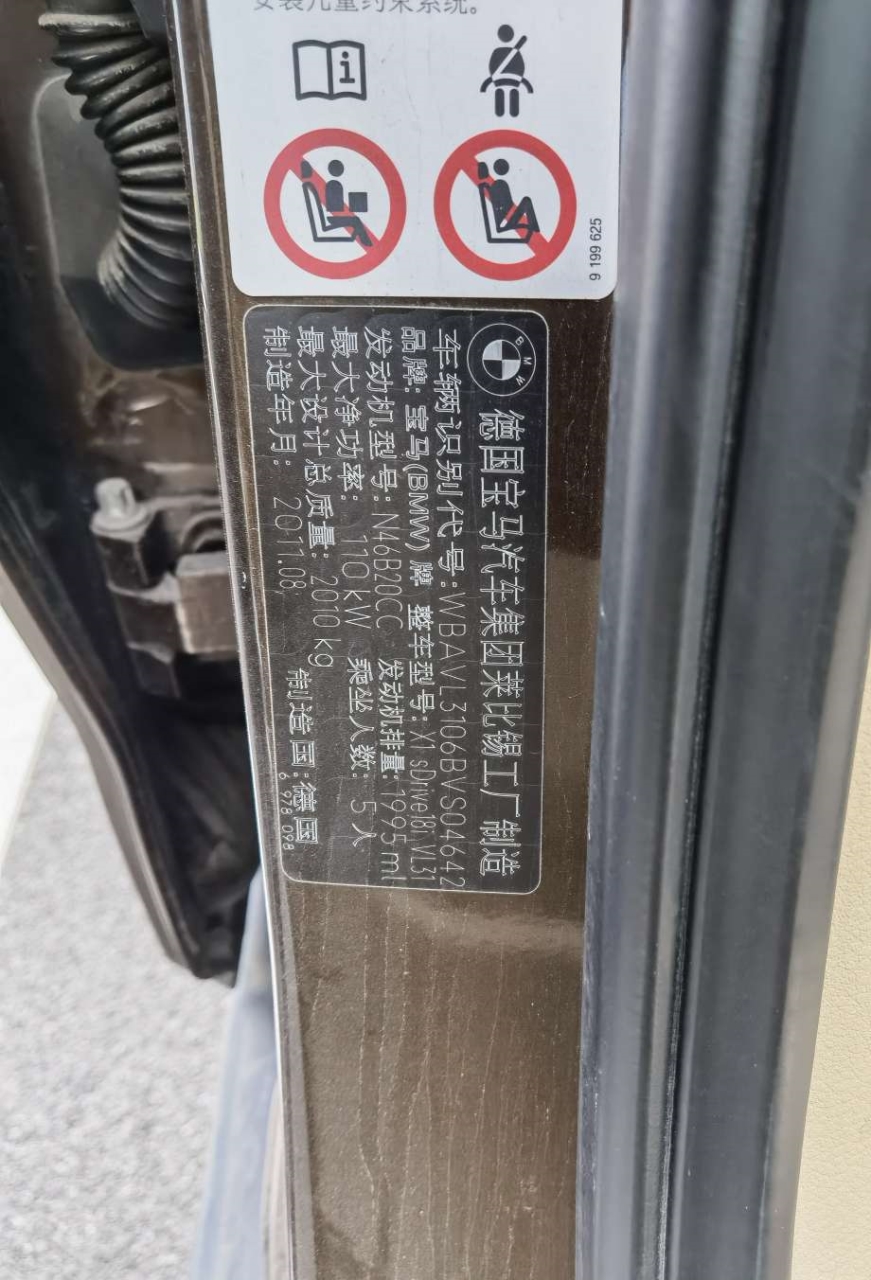 安装儿童约束系统。
9 199 625
BMW
德国宝马汽车集团莱比锡工厂制造
车辆识别代号:WBAVL3106BVS04642
品牌: 宝马(BMW) 牌 整车型号: X1 sDrive18i VL31
发动机型号: N46B20CC 发动机排量: 1995 ml
最大净功率: 110 kW 乘坐人数: 5 人
最大设计总质量: 2010 kg
制造年月: 2011.08 制造国:德国
6 978 098